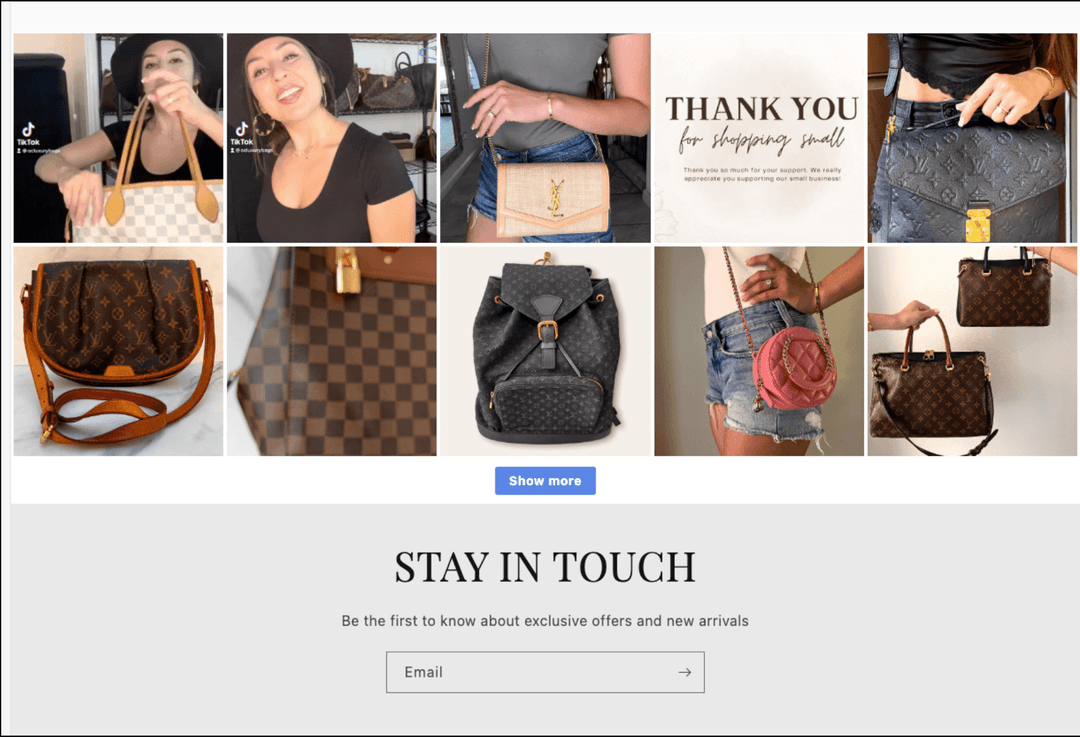 TikTok
@ocluxurybags
TikTok
@ocluxurybags
THANK YOU
for shopping small
Thank you so much for your support. We really
appreciate you supporting our small business!
Show more
STAY IN TOUCH
Be the first to know about exclusive offers and new arrivals
Email